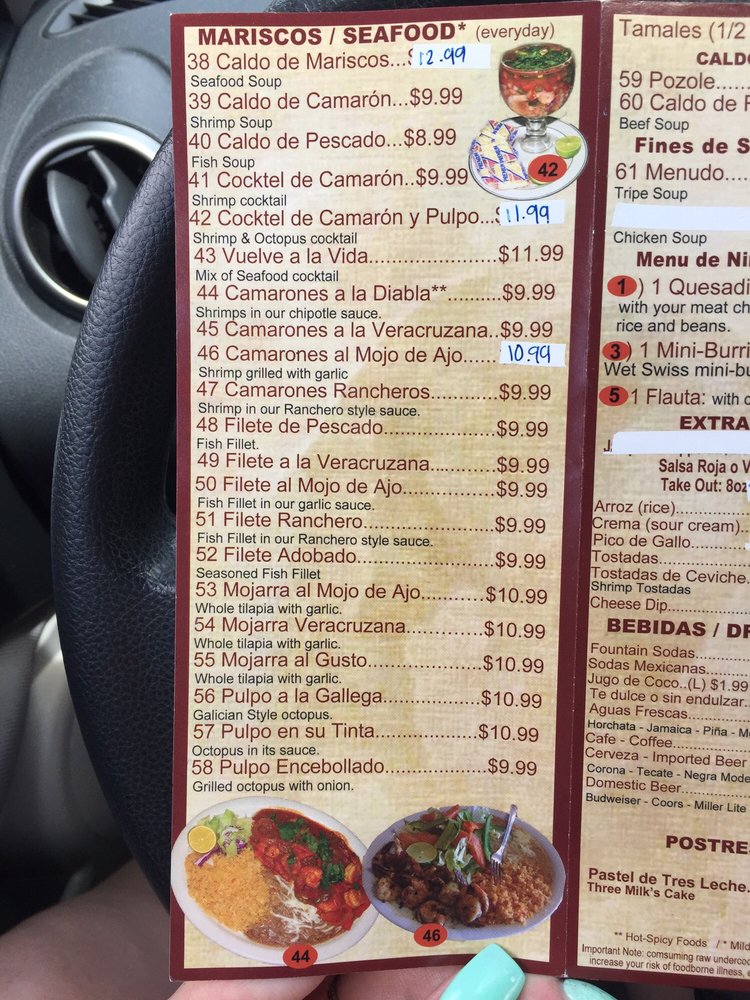 MARISCOS / SEAFOOD* (everyday)
38 Caldo de Mariscos...$12.99
Seafood Soup
39 Caldo de Camarón...$9.99
Shrimp Soup
40 Caldo de Pescado...$8.99
Fish Soup
41 Cocktel de Camarón..$9.99
Shrimp cocktail
42 Cocktel de Camarón y Pulpo...$11.99
Shrimp & Octopus cocktail
43 Vuelve a la Vida.......................$11.99
Mix of Seafood cocktail
44 Camarones a la Diabla**..........$9.99
Shrimps in our chipotle sauce.
45 Camarones a la Veracruzana..$9.99
46 Camarones al Mojo de Ajo...... 10.99
Shrimp grilled with garlic
47 Camarones Rancheros...........$9.99
Shrimp in our Ranchero style sauce.
48 Filete de Pescado....................$9.99
Fish Fillet.
49 Filete a la Veracruzana...........$9.99
50 Filete al Mojo de Ajo...............$9.99
Fish Fillet in our garlic sauce.
51 Filete Ranchero.....................$9.99
Fish Fillet in our Ranchero style sauce.
52 Filete Adobado.....................$9.99
Seasoned Fish Fillet
53 Mojarra al Mojo de Ajo..........$10.99
Whole tilapia with garlic.
54 Mojarra Veracruzana............$10.99
Whole tilapia with garlic.
55 Mojarra al Gusto..................$10.99
Whole tilapia with garlic.
56 Pulpo a la Gallega...............$10.99
Galician Style octopus.
57 Pulpo en su Tinta................$10.99
Octopus in its sauce.
58 Pulpo Encebollado................$9.99
Grilled octopus with onion.
42
44
46
Tamales (1/2
CALDO
59 Pozole......
60 Caldo de
Beef Soup
Fines de S
61 Menudo....
Tripe Soup
Chicken Soup
Menu de Ni
1) 1 Quesadi
with your meat ch
rice and beans.
3) 1 Mini-Burri
Wet Swiss mini-bu
5 1 Flauta: with
EXTRA
Salsa Roja o V
Take Out: 8oz
Arroz (rice)..........
Crema (sour cream)..
Pico de Gallo..........
Tostadas..........
Tostadas de Ceviche.
Shrimp Tostadas
Cheese Dip..........
BEBIDAS / DR
Fountain Sodas..........
Sodas Mexicanas..........
Jugo de Coco..(L) $1.99
Te dulce o sin endulzar.
Aguas Frescas..........
Horchata - Jamaica - Piña - M
Cafe - Coffee..........
Cerveza - Imported Beer
Corona - Tecate - Negra Mode
Domestic Beer..........
Budweiser - Coors - Miller Lite
POSTRE
Pastel de Tres Leche.
Three Milk's Cake
** Hot-Spicy Foods / * Mild
Important Note: comsuming raw undercoo
increase your risk of foodborne illness,